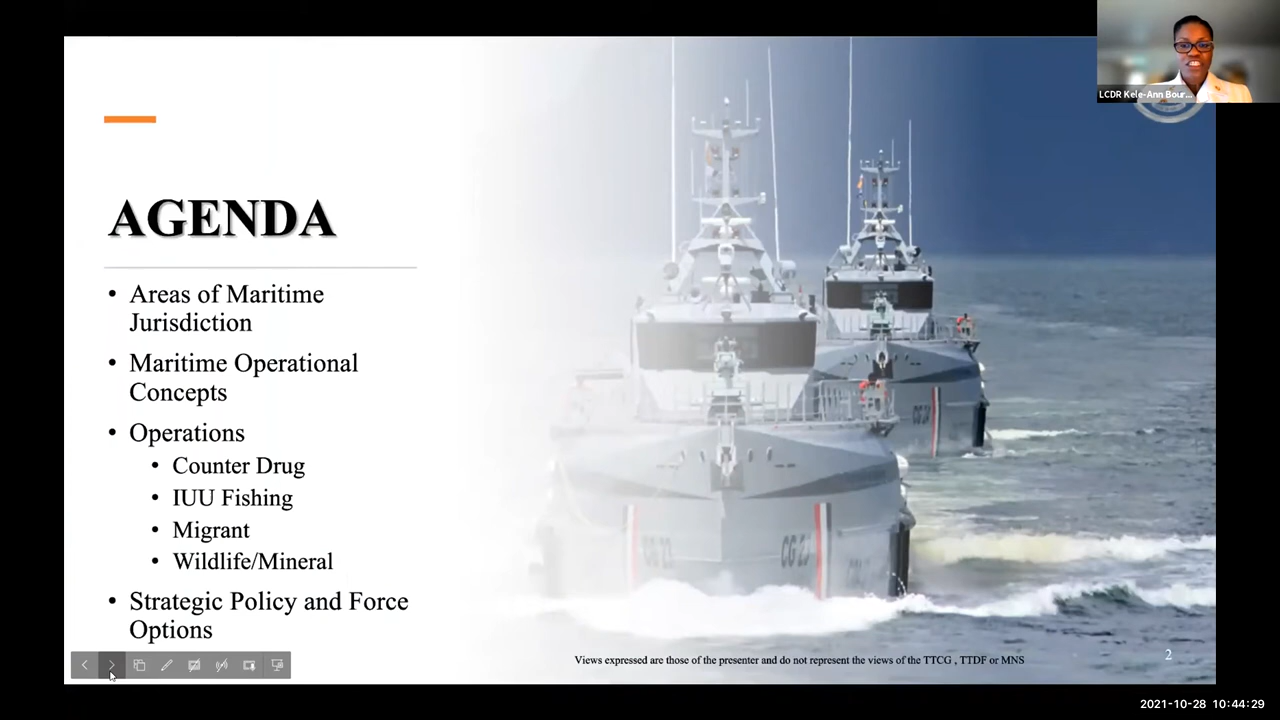 LCDR Kele-Ann Bour...
AGENDA
• Areas of Maritime
Jurisdiction
• Maritime Operational
Concepts
• Operations
• Counter Drug
• IUU Fishing
• Migrant
• Wildlife/Mineral
• Strategic Policy and Force
Options
Views expressed are those of the presenter and do not represent the views of the TTCG , TTDF or MNS
2
2021-10-28 10:44:29